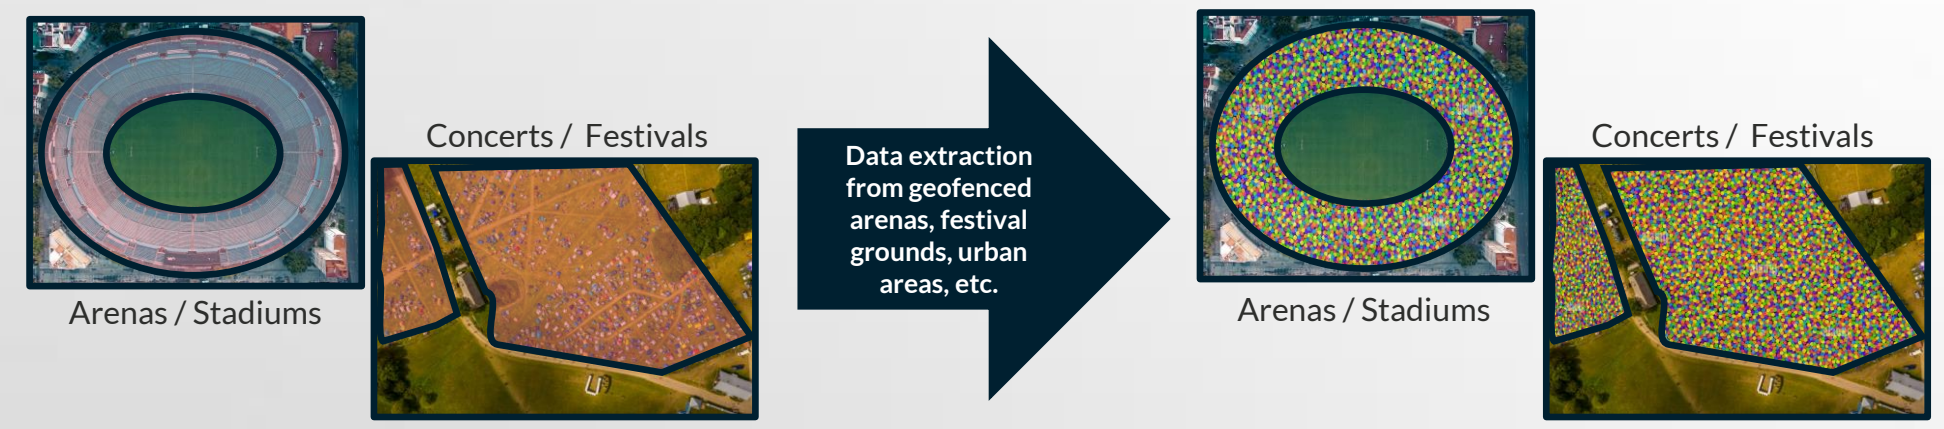 Concerts / Festivals
Arenas / Stadiums
Data extraction
from geofenced
arenas, festival
grounds, urban
areas, etc.
Concerts / Festivals
Arenas / Stadiums